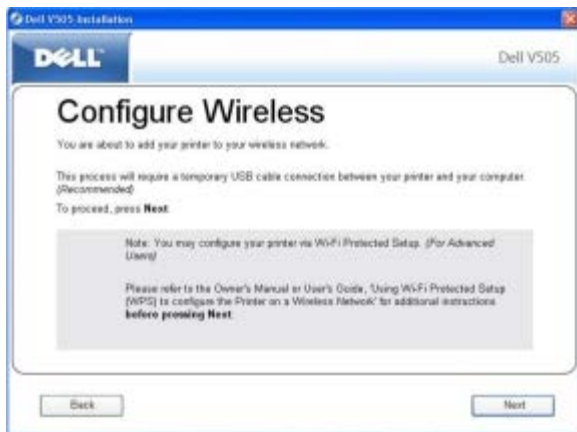 Dell V505 Installation
DELL
Dell V505
Configure Wireless
You are about to add your printer to your wireless network.
This process will require a temporary USB cable connection between your printer and your computer.
(Recommended)
To proceed, press Next.
Note: You may configure your printer via Wi-Fi Protected Setup. (For Advanced
Users)
Please refer to the Owner's Manual or User's Guide, 'Using Wi-Fi Protected Setup
(WPS) to configure the Printer on a Wireless Network' for additional instructions
before pressing Next.
Back
Next